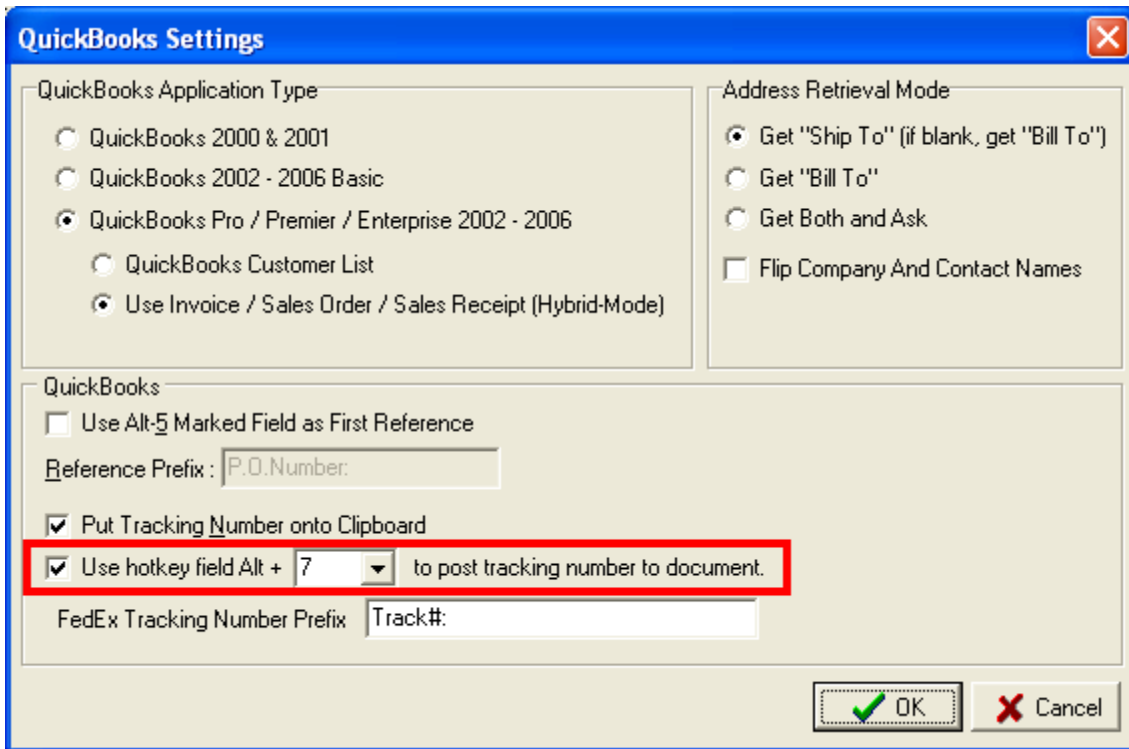 QuickBooks Settings
QuickBooks Application Type
QuickBooks 2000 & 2001
QuickBooks 2002 - 2006 Basic
QuickBooks Pro / Premier / Enterprise 2002 - 2006
QuickBooks Customer List
Use Invoice / Sales Order / Sales Receipt (Hybrid-Mode)
Address Retrieval Mode
Get "Ship To" (if blank, get "Bill To")
Get "Bill To"
Get Both and Ask
Flip Company And Contact Names
QuickBooks
Use Alt-5 Marked Field as First Reference
Reference Prefix : P.O.Number:
Put Tracking Number onto Clipboard
Use hotkey field Alt + 7 to post tracking number to document.
FedEx Tracking Number Prefix Track#:
OK Cancel